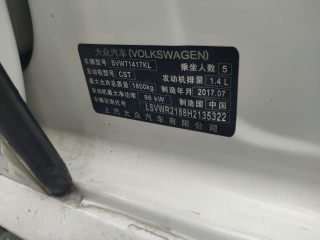 大众汽车(VOLKSWAGEN)
车辆型号 SVW71417KL 乘坐人数 5
发动机型号 CST 发动机排量 1.4 L
最大允许总质量 1800kg 制造年月 2017.07
发动机最大净功率 96 kW 制造国 中国
LSVWR2188H2135322
上汽大众汽车有限公司